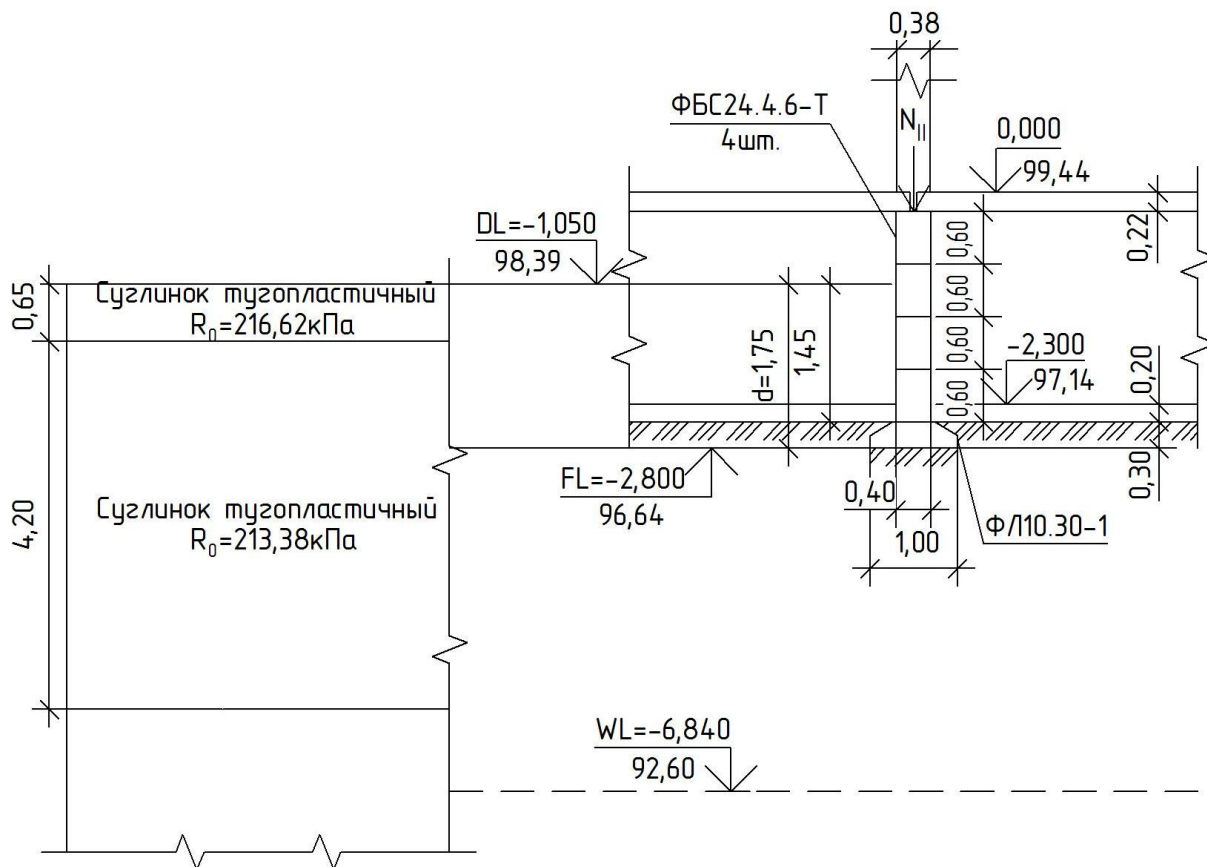 0,38
ФБС24.4.6-Т
4шт.
N_II
0,000
99,44
DL=-1,050
98,39
0,22
0,60
0,60
0,60
0,60
0,65
Суглинок тугопластичный
R₀=216,62кПа
d=1,75
1,45
-2,300
97,14
0,20
0,30
FL=-2,800
96,64
0,40
1,00
ФЛ10.30-1
4,20
Суглинок тугопластичный
R₀=213,38кПа
WL=-6,840
92,60